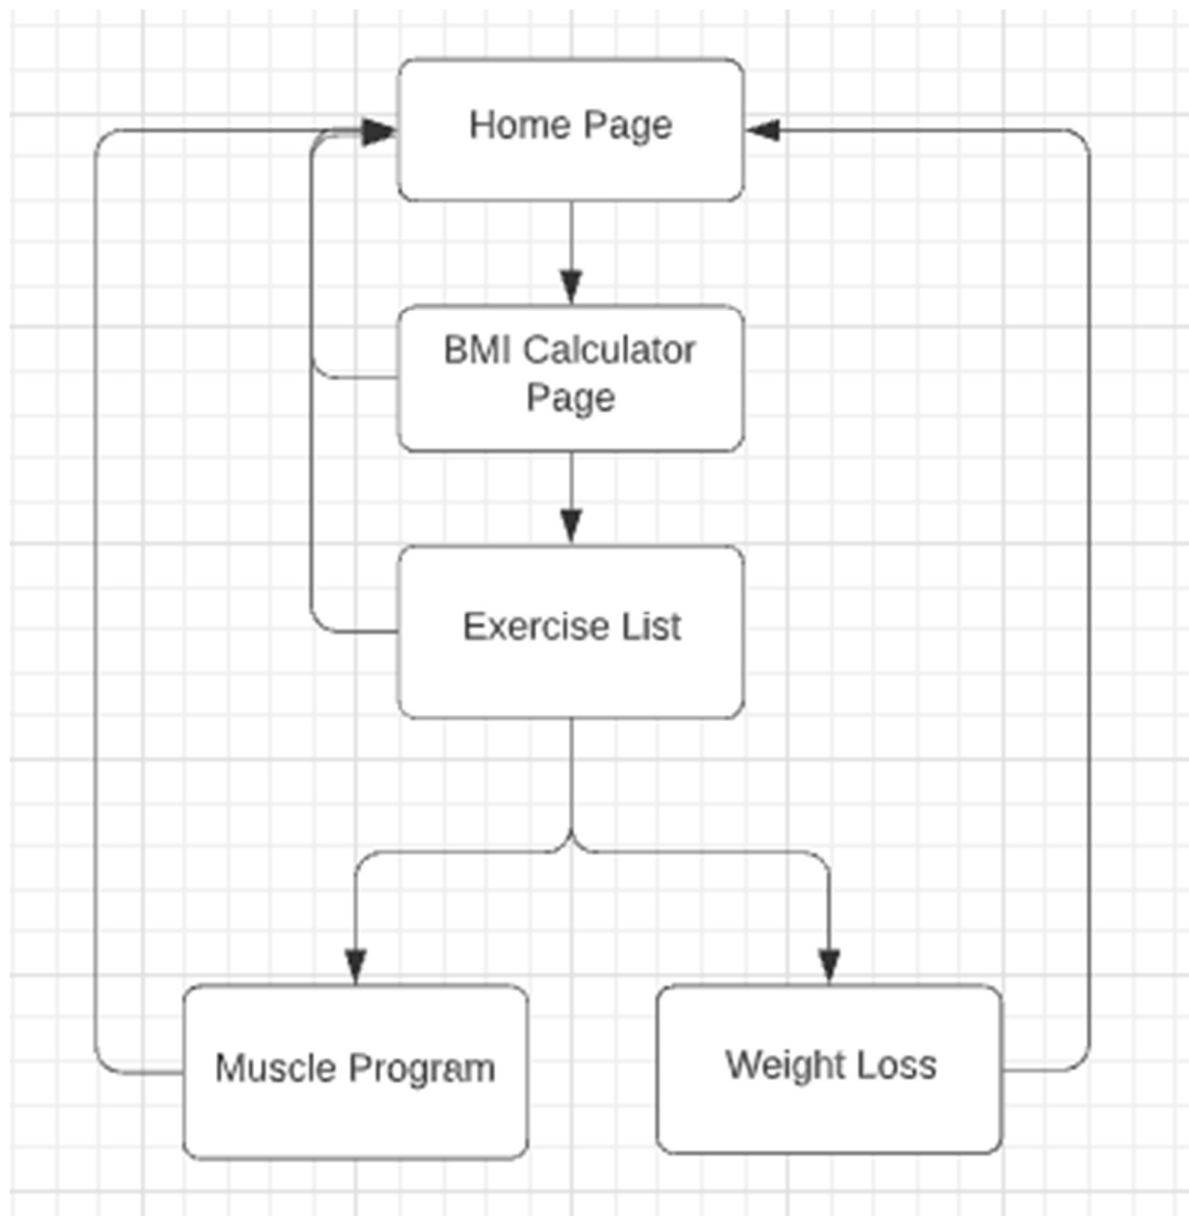 Home Page
BMI Calculator
Page
Exercise List
Muscle Program
Weight Loss